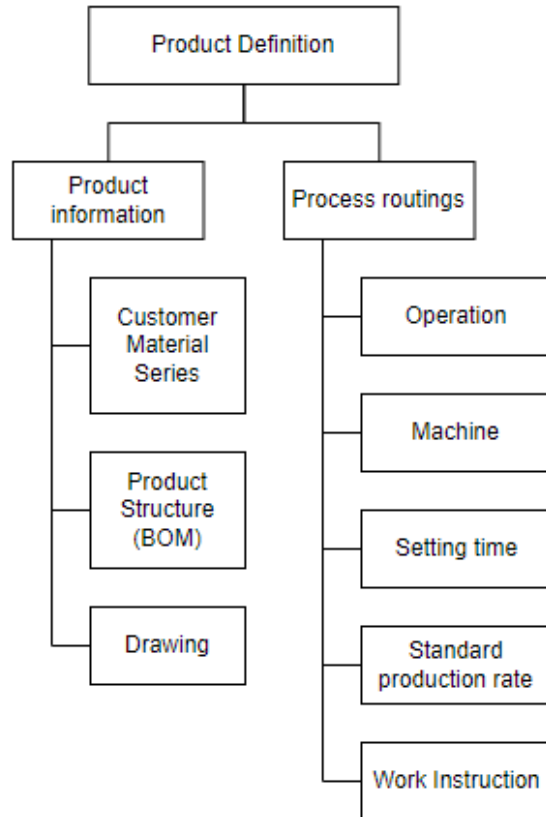 Product Definition
Product
information
Process routings
Customer
Material
Series
Product
Structure
(BOM)
Drawing
Operation
Machine
Setting time
Standard
production rate
Work Instruction